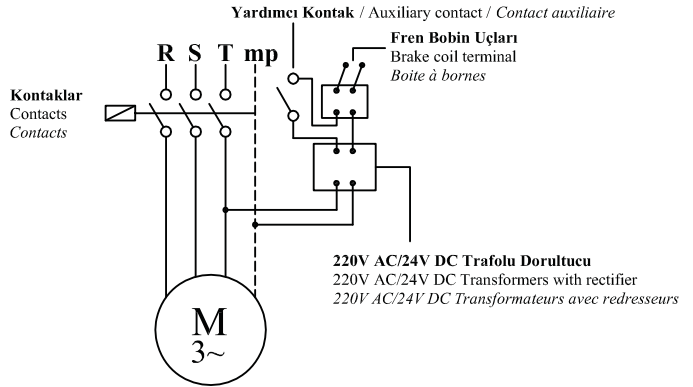 Yardımcı Kontak / Auxiliary contact / Contact auxiliaire
Fren Bobin Uçları
Brake coil terminal
Boite à bornes
R S T mp
Kontaklar
Contacts
Contacts
220V AC/24V DC Trafolu Dorultucu
220V AC/24V DC Transformers with rectifier
220V AC/24V DC Transformateurs avec redresseurs
M
3~